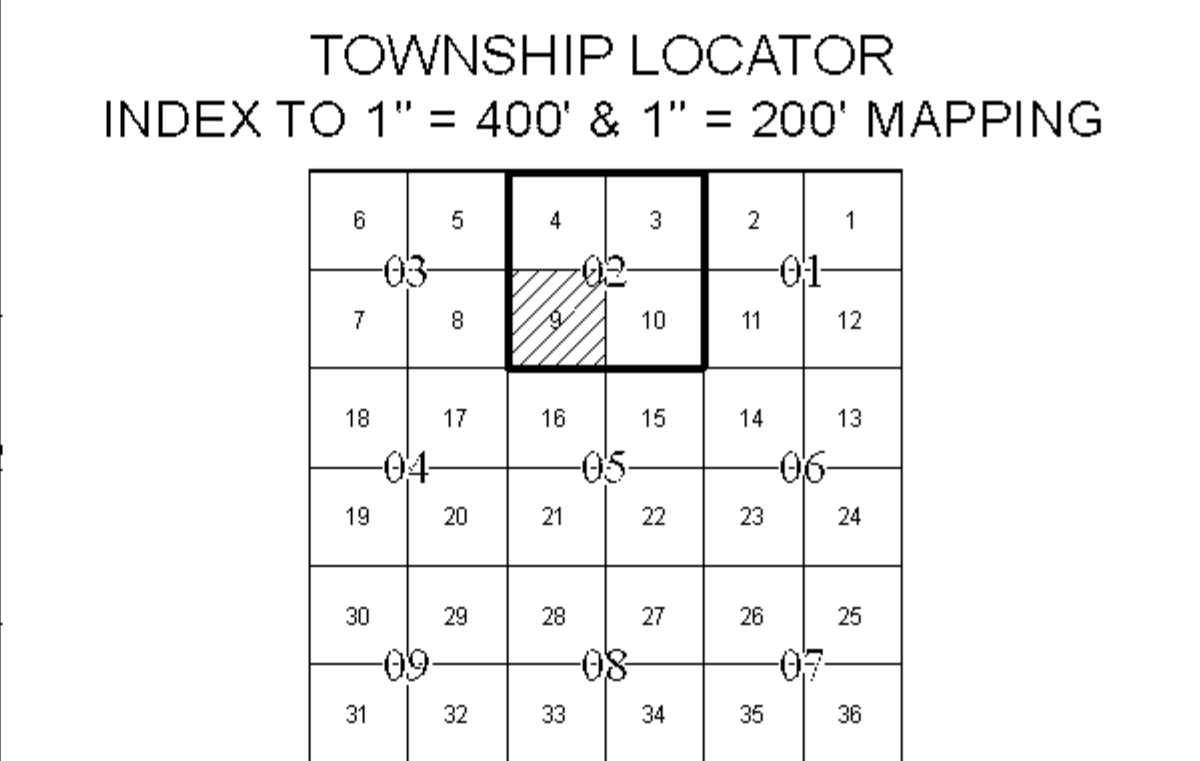 TOWNSHIP LOCATOR
INDEX TO 1" = 400' & 1" = 200' MAPPING
6 5 4 3 2 1
03 02 01
7 8 9 10 11 12
18 17 16 15 14 13
04 05 06
19 20 21 22 23 24
30 29 28 27 26 25
09 08 07
31 32 33 34 35 36